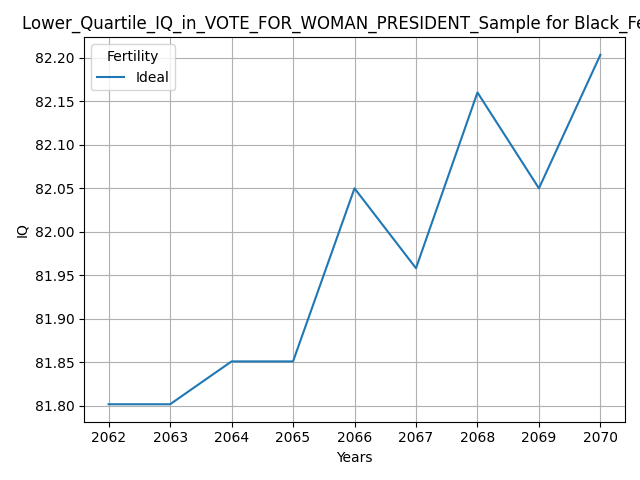 Lower_Quartile_IQ_in_VOTE_FOR_WOMAN_PRESIDENT_Sample for Black_Fe
Fertility
Ideal
82.20
82.15
82.10
82.05
82.00
81.95
81.90
81.85
81.80
IQ
2062 2063 2064 2065 2066 2067 2068 2069 2070
Years